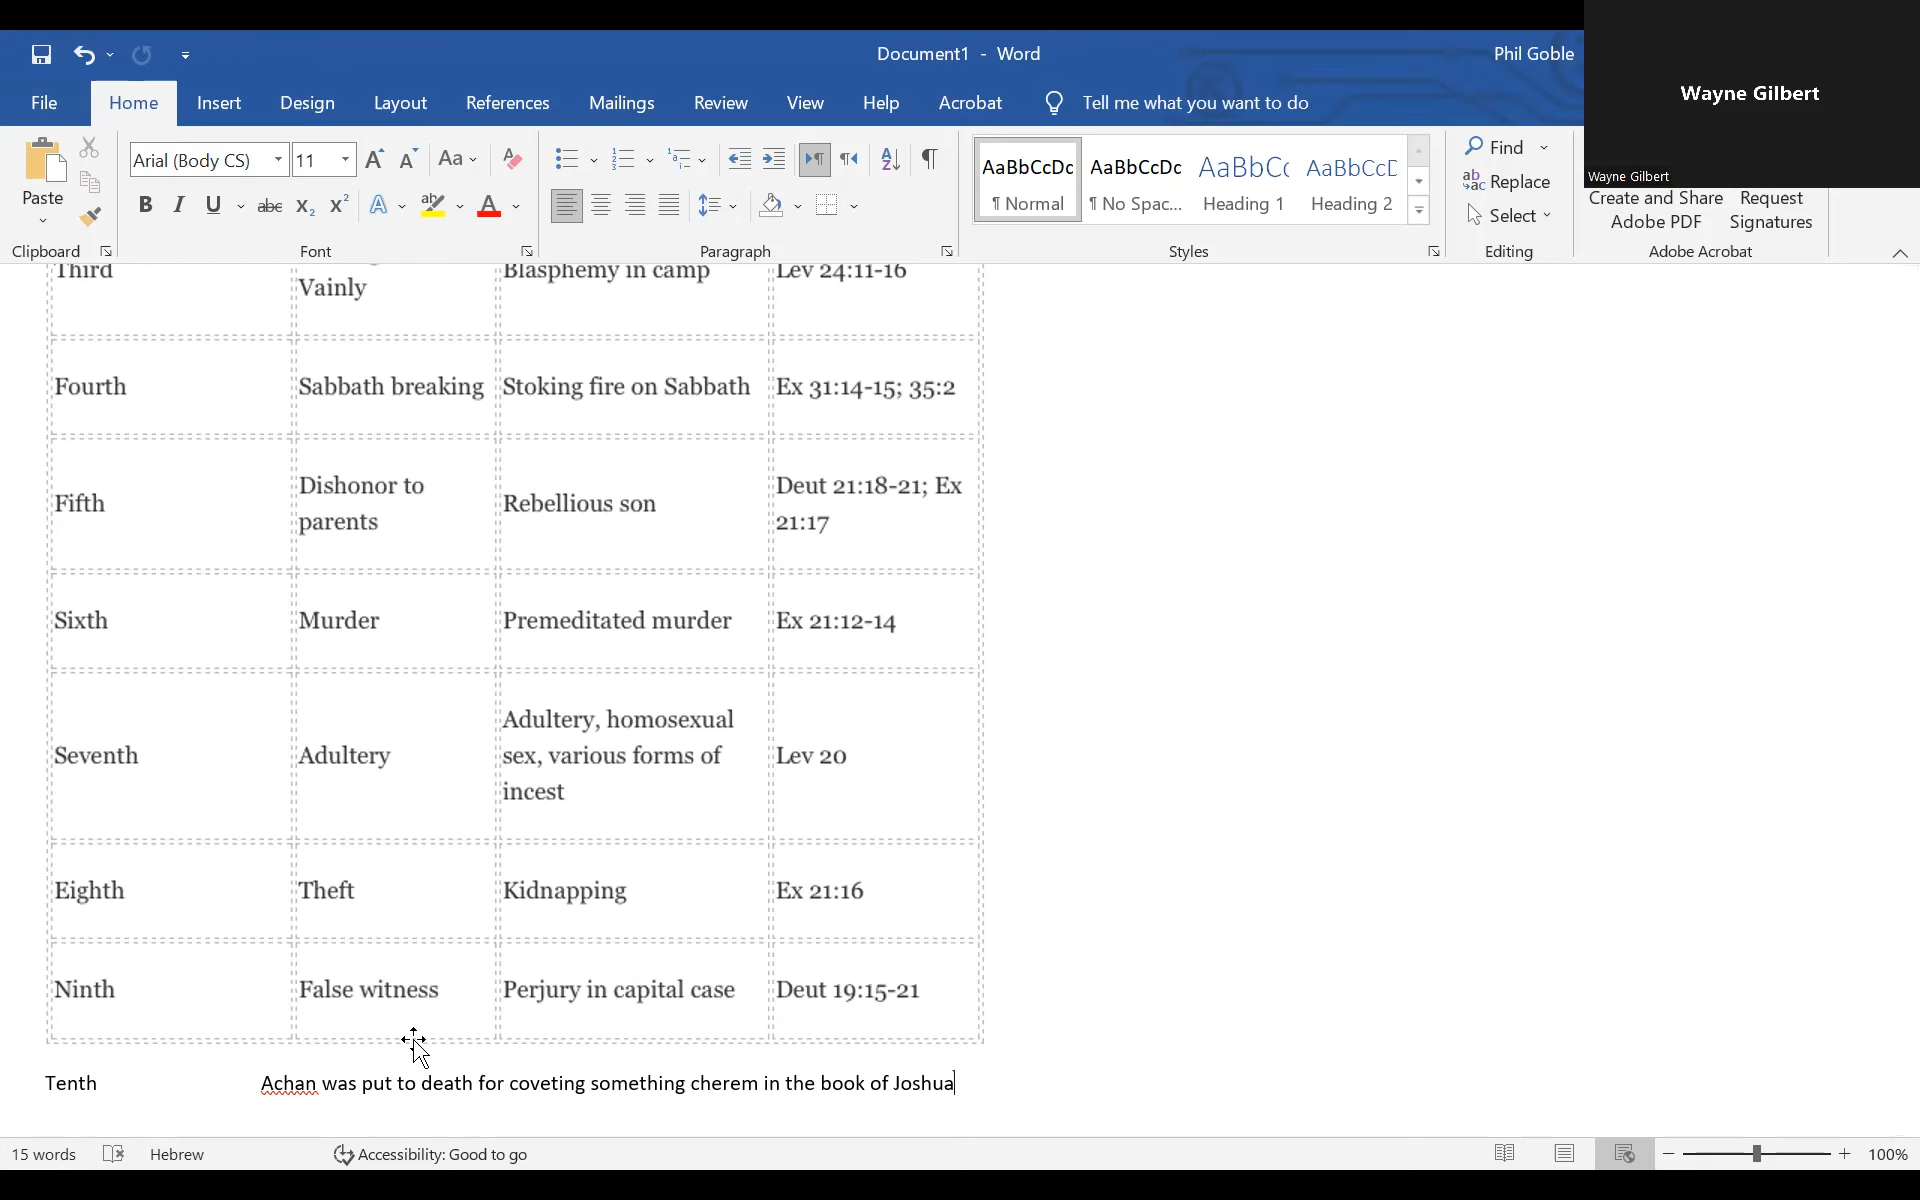 Document1 - Word
Phil Goble
Wayne Gilbert
File Home Insert Design Layout References Mailings Review View Help Acrobat Tell me what you want to do
Paste
Arial (Body CS) 11
AaBbCcDc AaBbCcDc AaBbCc AaBbCcD
¶ Normal ¶ No Spac... Heading 1 Heading 2
Find
Replace
Select
Wayne Gilbert
Create and Share Adobe PDF
Request Signatures
Clipboard Font Paragraph Styles Editing Adobe Acrobat
Third
Vainly
Blasphemy in camp
Lev 24:11-16
Fourth
Sabbath breaking
Stoking fire on Sabbath
Ex 31:14-15; 35:2
Fifth
Dishonor to
parents
Rebellious son
Deut 21:18-21; Ex
21:17
Sixth
Murder
Premeditated murder
Ex 21:12-14
Seventh
Adultery
Adultery, homosexual
sex, various forms of
incest
Lev 20
Eighth
Theft
Kidnapping
Ex 21:16
Ninth
False witness
Perjury in capital case
Deut 19:15-21
Tenth Achan was put to death for coveting something cherem in the book of Joshua
15 words Hebrew Accessibility: Good to go 100%